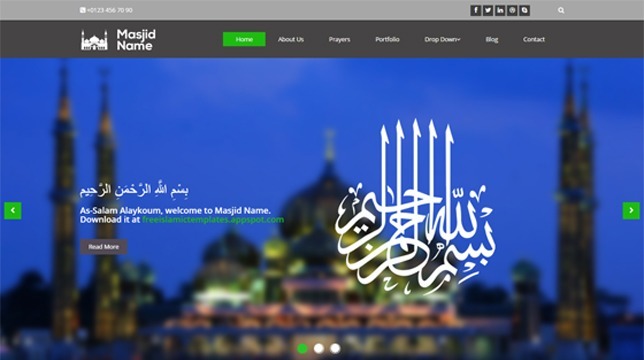 +0123 456 70 90
Masjid
Name
Home About Us Prayers Portfolio Drop Down Blog Contact
بِسْمِ اللَّهِ الرَّحْمَنِ الرَّحِيمِ
As-Salam Alaykoum, welcome to Masjid Name.
Download it at freeislamictemplates.appspot.com
Read More
بسم الله الرحمن الرحيم